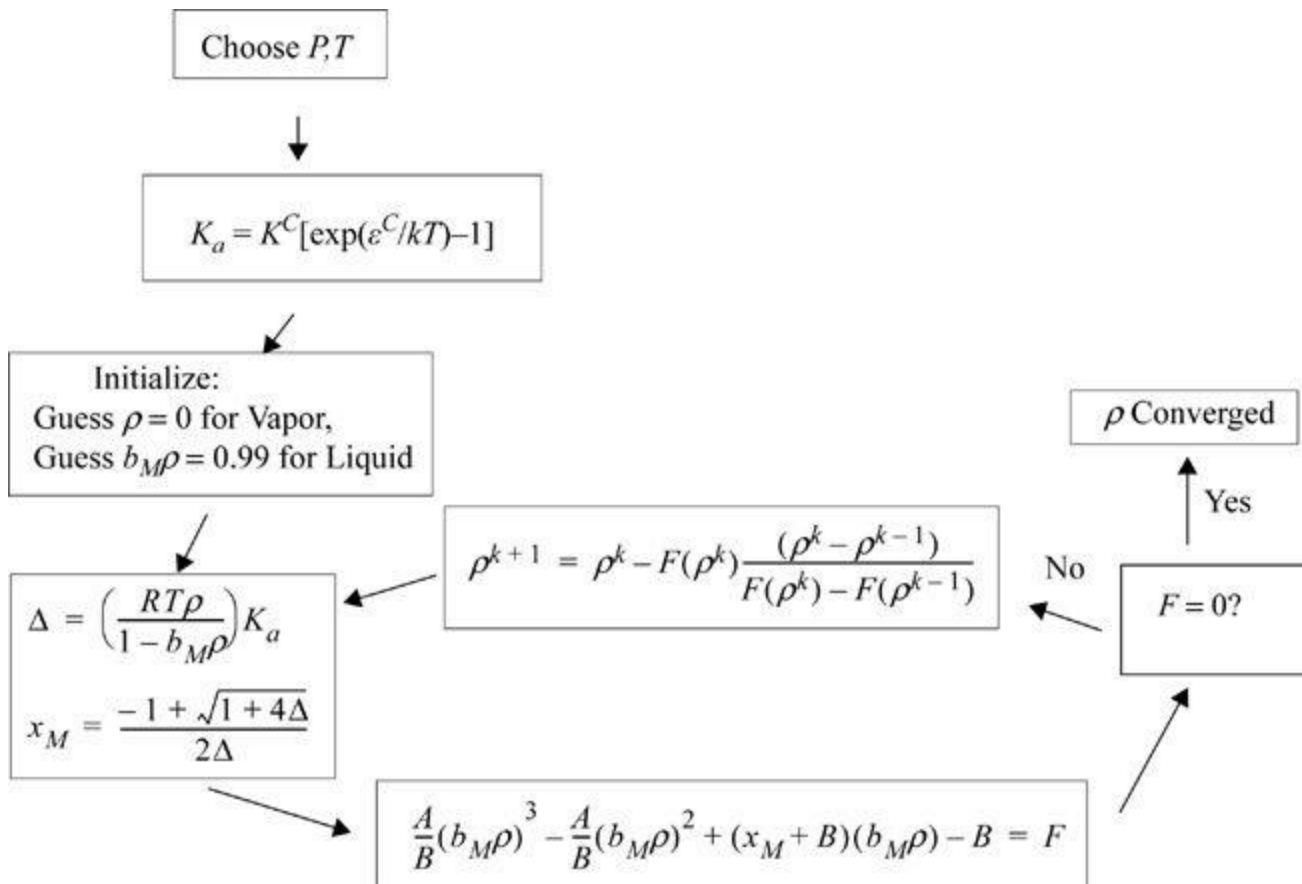 Choose P,T
K_a = K^C[exp(ε^C/kT)–1]
Initialize:
Guess ρ = 0 for Vapor,
Guess b_Mρ = 0.99 for Liquid
Δ = (RTρ / (1 – b_Mρ)) K_a
x_M = (–1 + √(1 + 4Δ)) / (2Δ)
(A/B)(b_Mρ)^3 – (A/B)(b_Mρ)^2 + (x_M + B)(b_Mρ) – B = F
F = 0?
No
ρ^(k + 1) = ρ^k – F(ρ^k) (ρ^k – ρ^(k – 1)) / (F(ρ^k) – F(ρ^(k – 1)))
Yes
ρ Converged